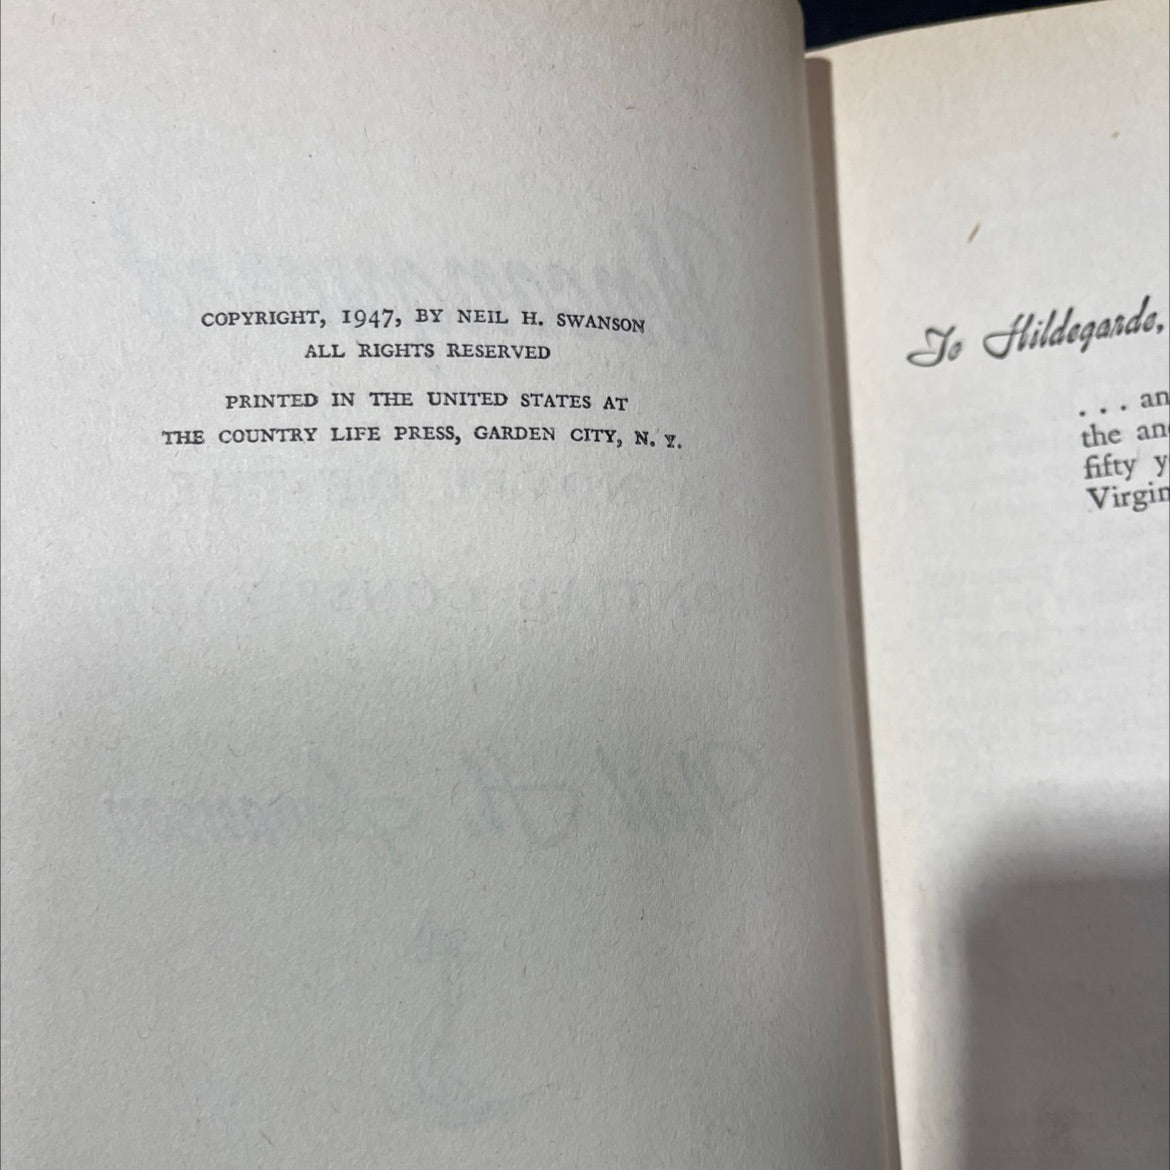 COPYRIGHT, 1947, BY NEIL H. SWANSON
ALL RIGHTS RESERVED
PRINTED IN THE UNITED STATES AT
THE COUNTRY LIFE PRESS, GARDEN CITY, N. Y.
To Hildegarde,
. . . an
the an
fifty y
Virgin